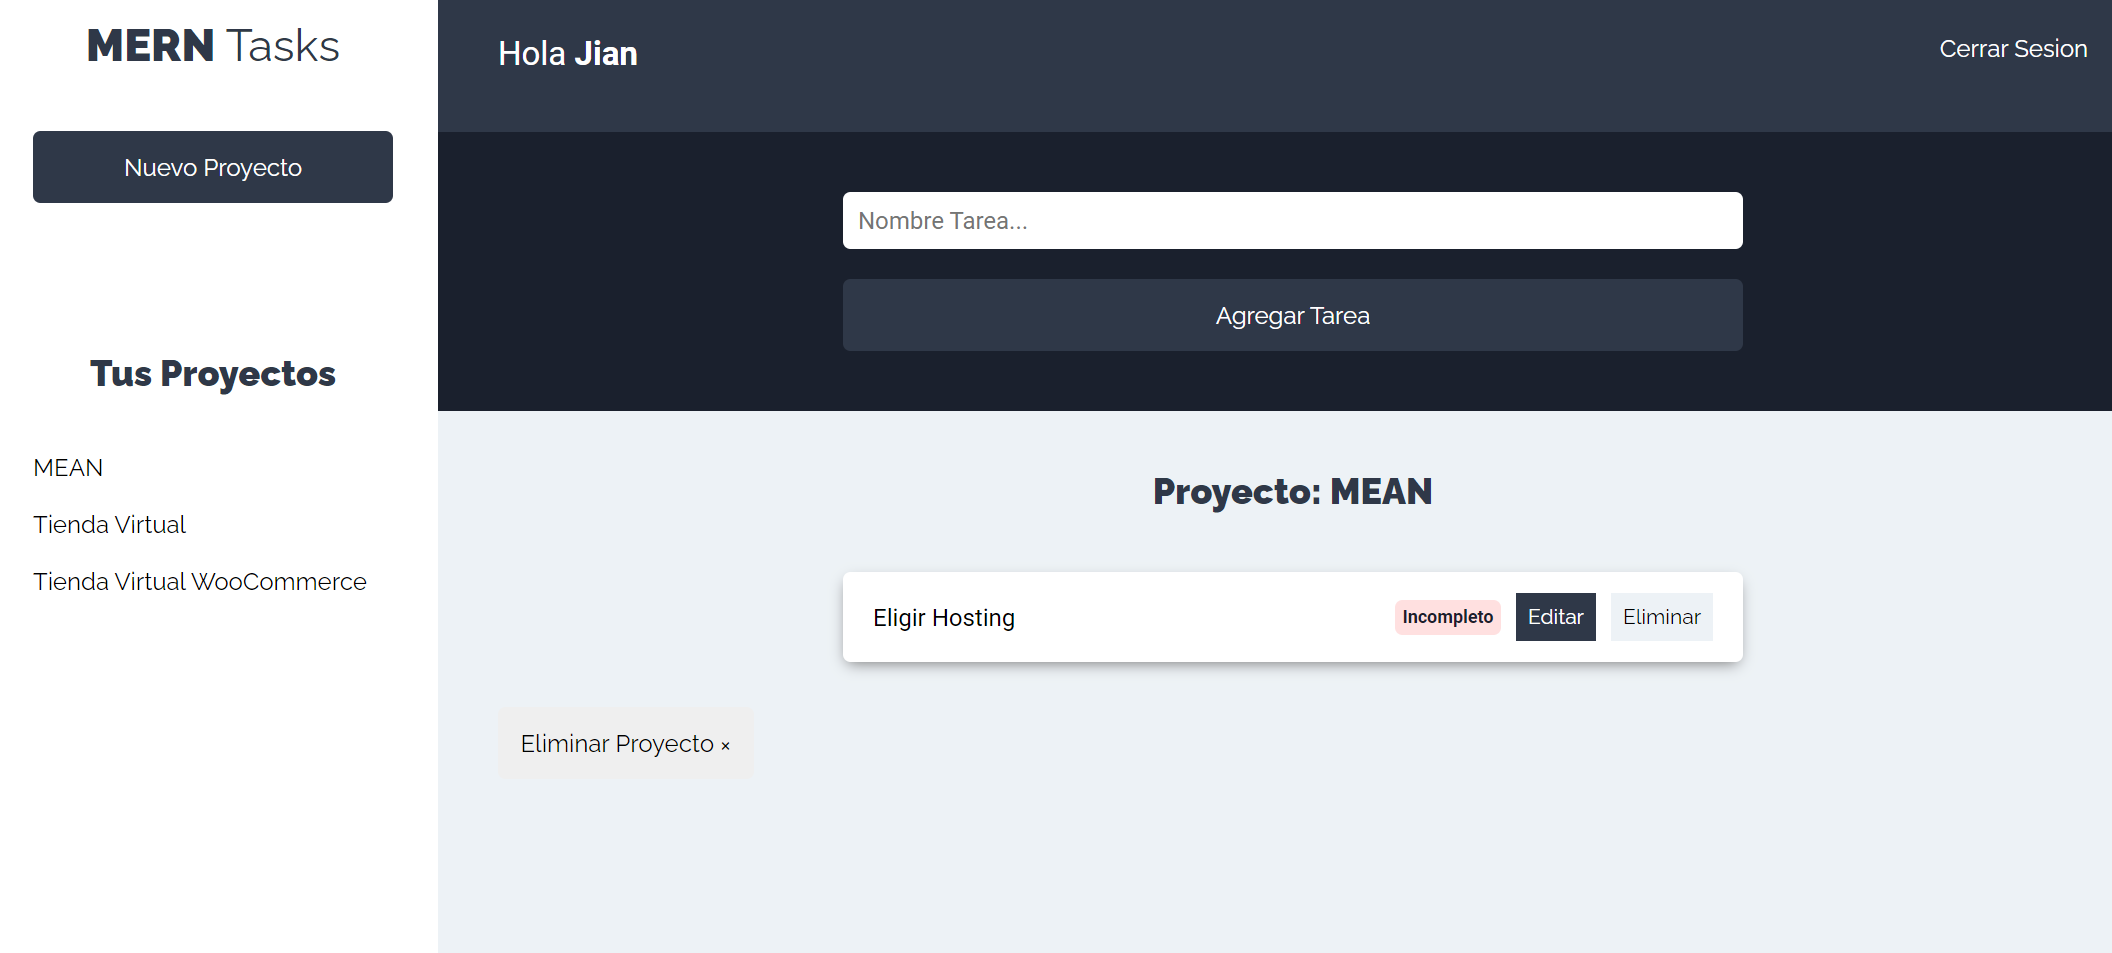 MERN Tasks
Nuevo Proyecto
Tus Proyectos
MEAN
Tienda Virtual
Tienda Virtual WooCommerce
Hola Jian
Cerrar Sesion
Nombre Tarea...
Agregar Tarea
Proyecto: MEAN
Eligir Hosting
Incompleto
Editar
Eliminar
Eliminar Proyecto ×